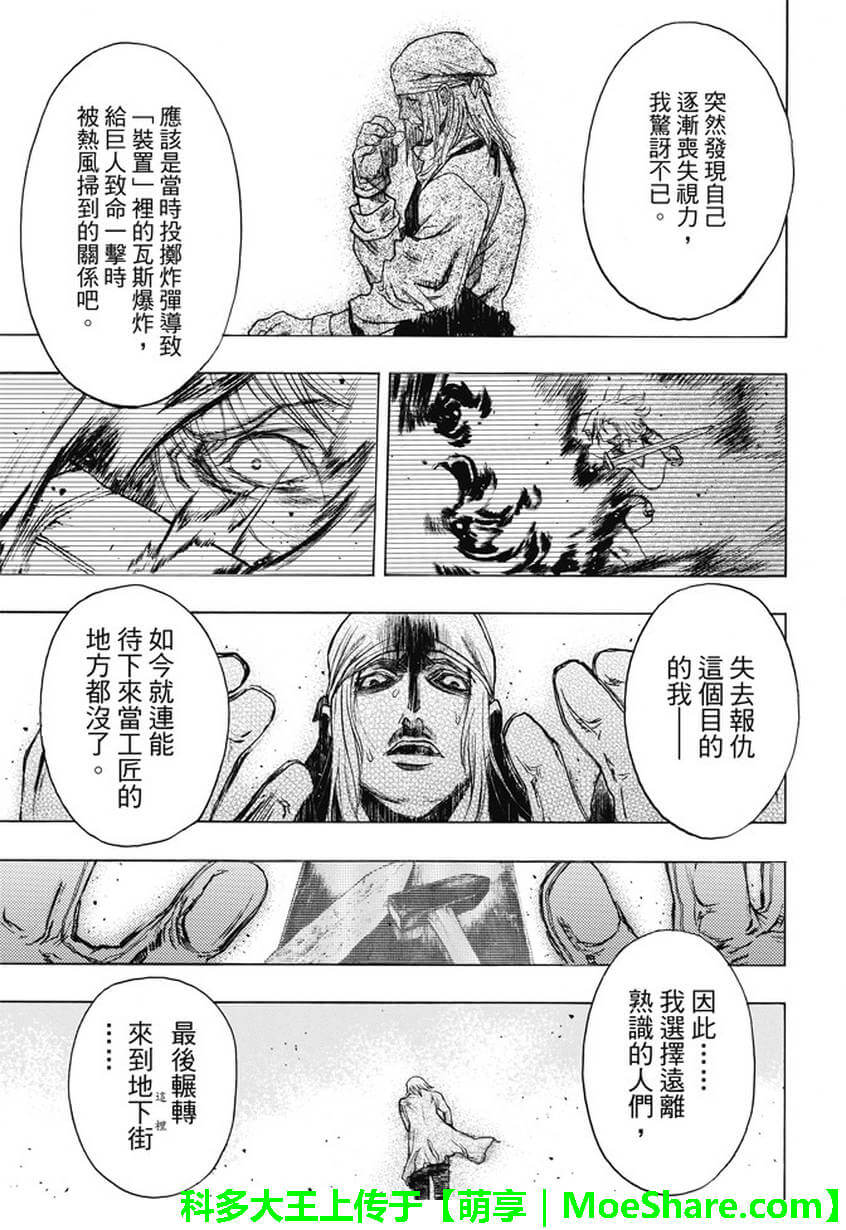 突然發現自己
逐漸喪失視力，
我驚訝不已。
應該是當時投擲炸彈導致
「裝置」裡的瓦斯爆炸，
給巨人致命一擊時
被熱風掃到的關係吧。
失去報仇
這個目的
的我——
如今就連能
待下來當工匠的
地方都沒了。
因此……
我選擇遠離
熟識的人們，
最後輾轉
來到地下街
這裡
……
科多大王上传于【萌享｜MoeShare.com】